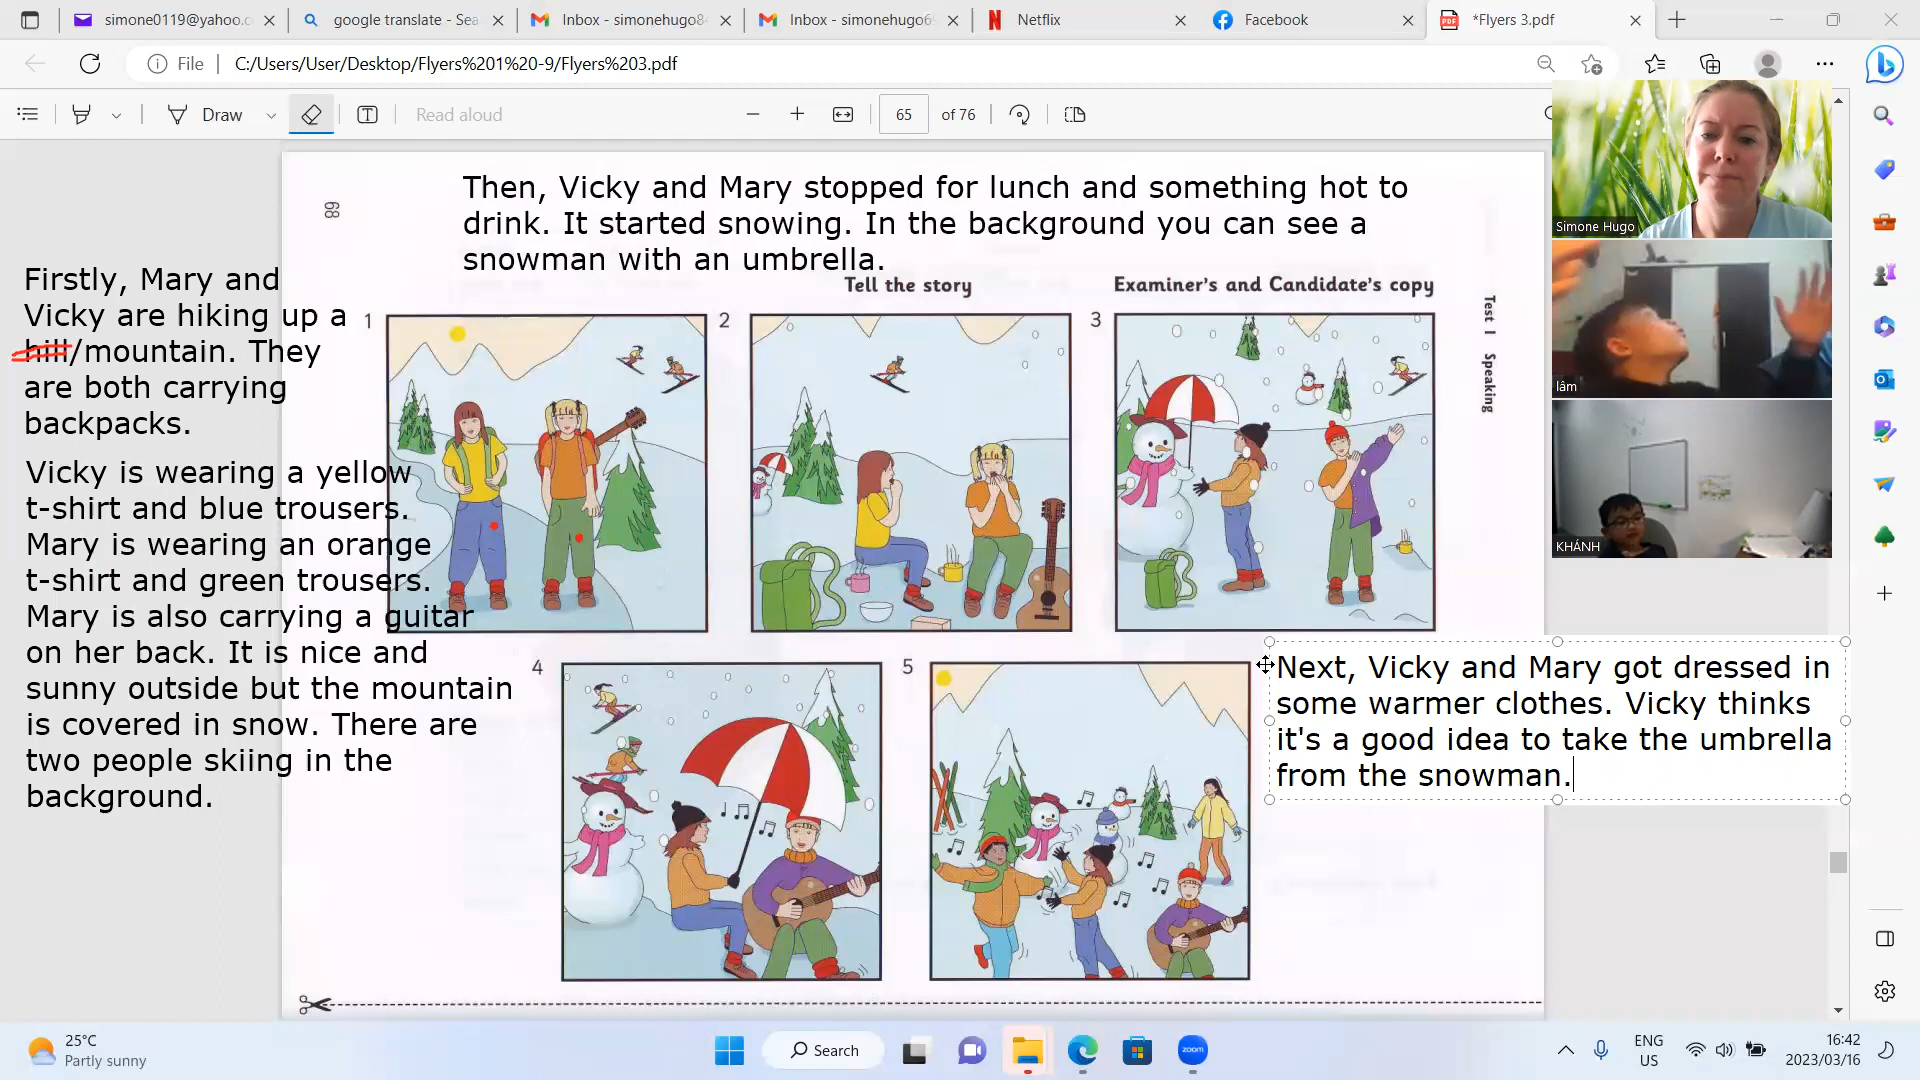 simone0119@yahoo.c
google translate - Sea
Inbox - simonehugo84
Inbox - simonehugo69
Netflix
Facebook
*Flyers 3.pdf
File
C:/Users/User/Desktop/Flyers%201%20-9/Flyers%203.pdf
Draw
Read aloud
65
of 76
68
Then, Vicky and Mary stopped for lunch and something hot to
drink. It started snowing. In the background you can see a
snowman with an umbrella.
Tell the story
Examiner's and Candidate's copy
Test 1 Speaking
Firstly, Mary and
Vicky are hiking up a
hill/mountain. They
are both carrying
backpacks.
Vicky is wearing a yellow
t-shirt and blue trousers.
Mary is wearing an orange
t-shirt and green trousers.
Mary is also carrying a guitar
on her back. It is nice and
sunny outside but the mountain
is covered in snow. There are
two people skiing in the
background.
1
2
3
4
5
Next, Vicky and Mary got dressed in
some warmer clothes. Vicky thinks
it's a good idea to take the umbrella
from the snowman.
Simone Hugo
lâm
KHÁNH
25°C
Partly sunny
Search
zoom
ENG
US
16:42
2023/03/16